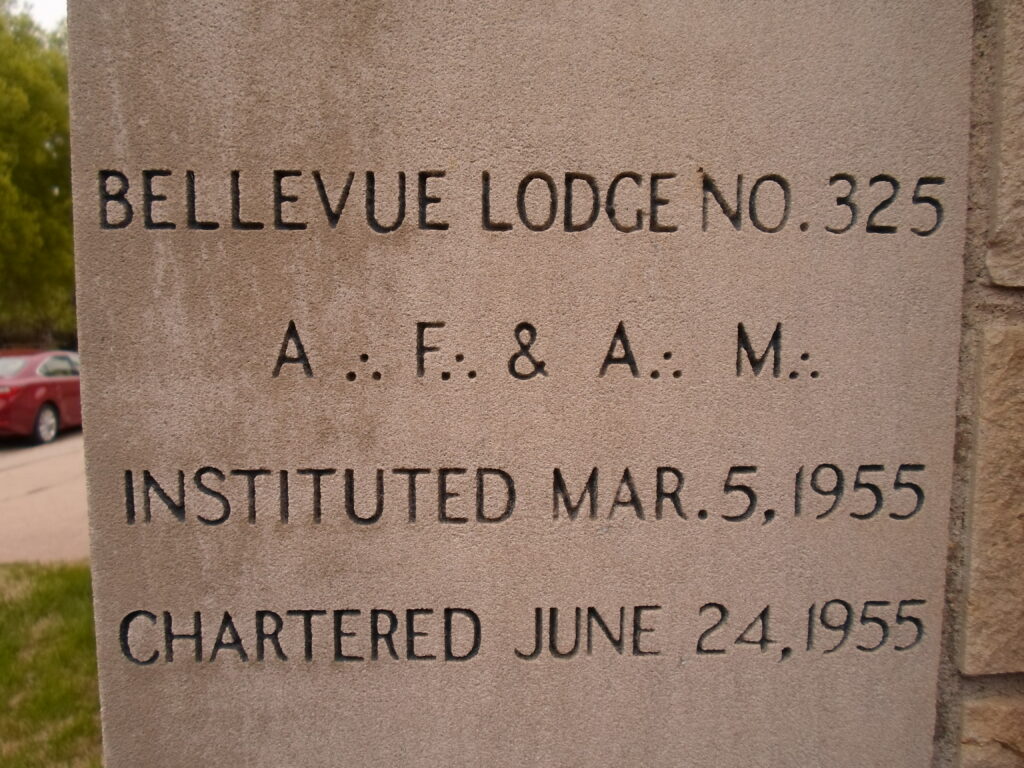 BELLEVUE LODGE NO. 325
A ∴ F∴ & A∴ M∴
INSTITUTED MAR. 5, 1955
CHARTERED JUNE 24, 1955